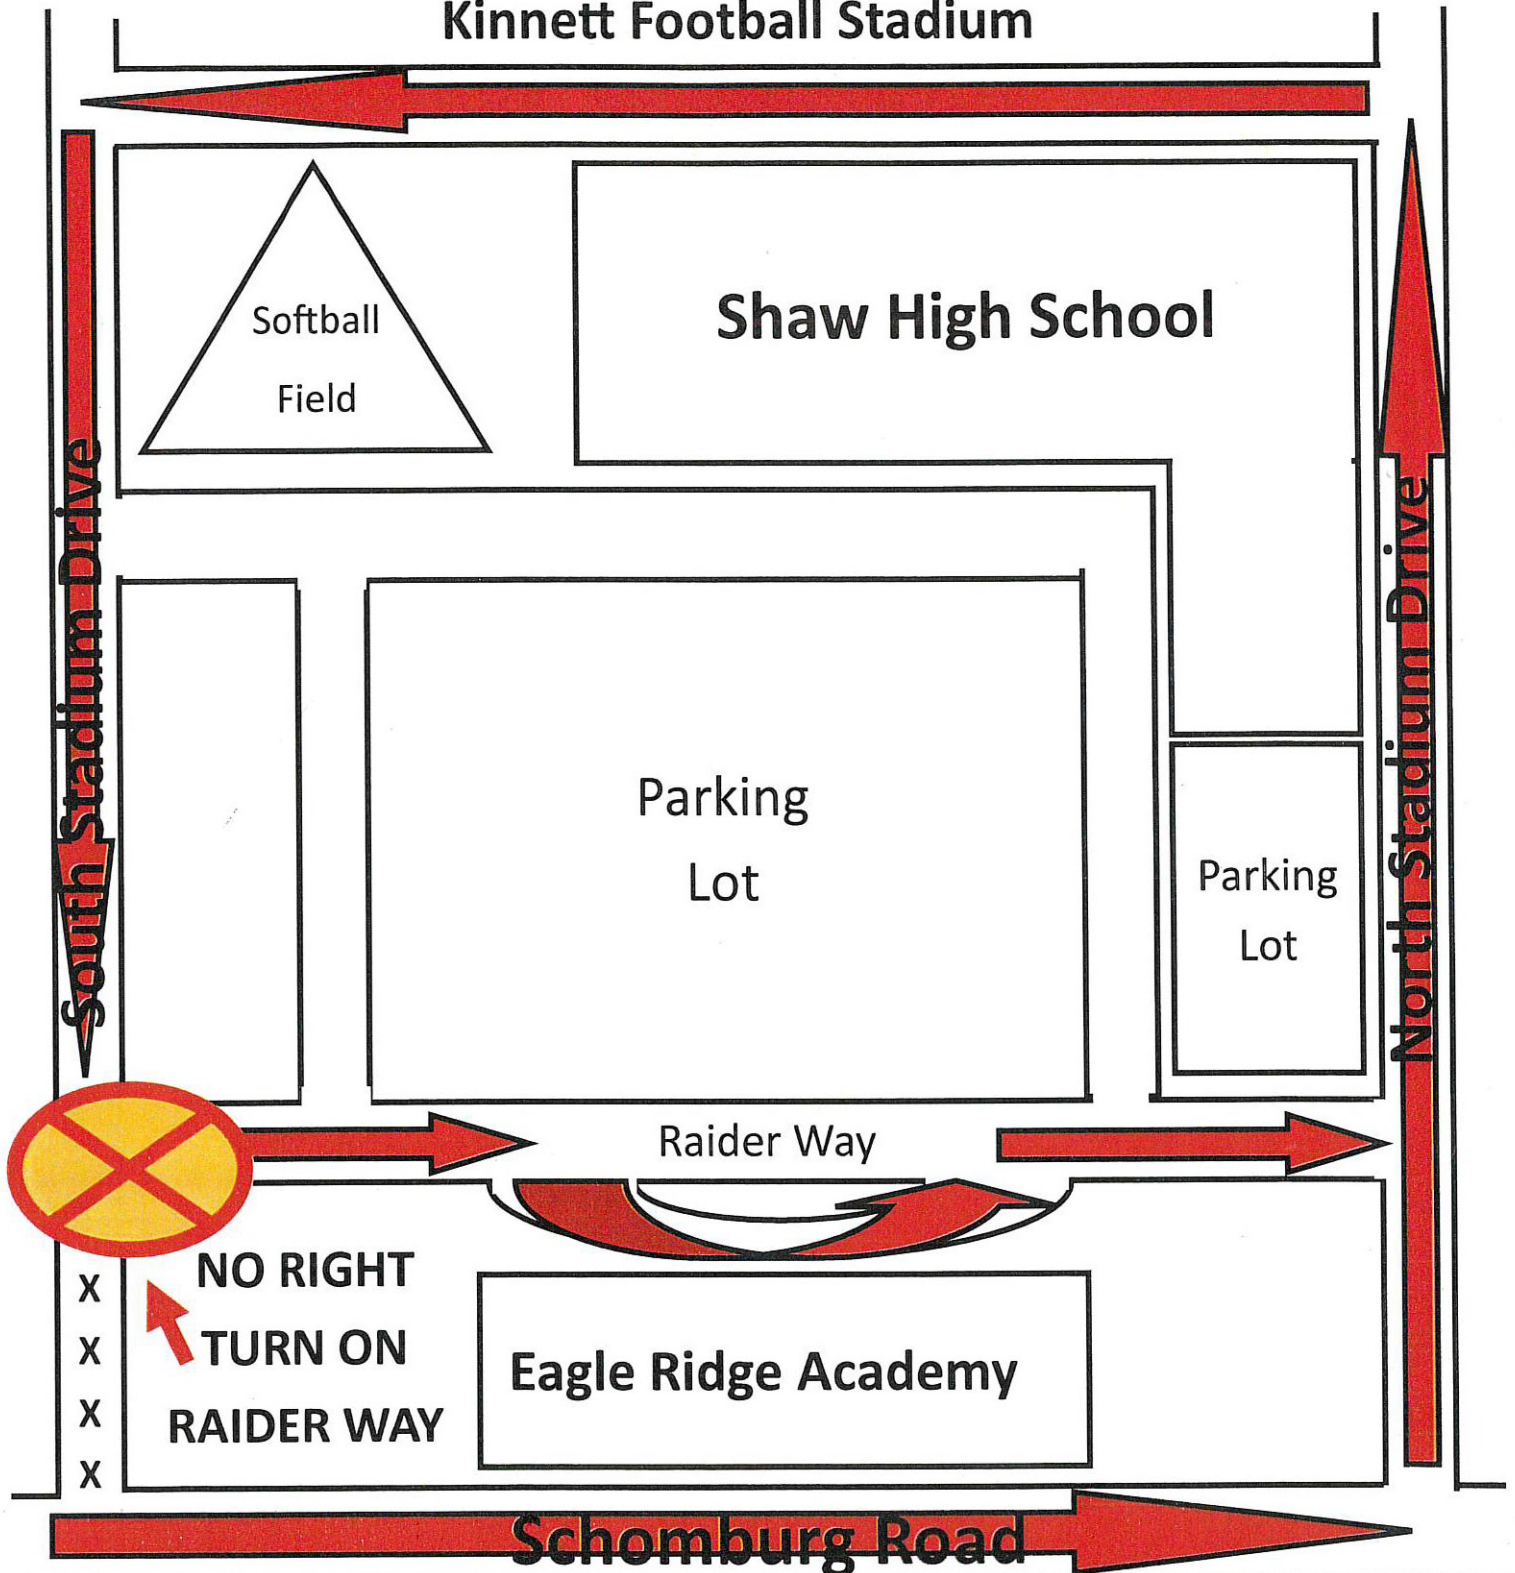 Kinnett Football Stadium
Softball
Field
Shaw High School
South Stadium Drive
North Stadium Drive
Parking
Lot
Parking
Lot
Raider Way
NO RIGHT
TURN ON
RAIDER WAY
X
X
X
X
Eagle Ridge Academy
Schomburg Road